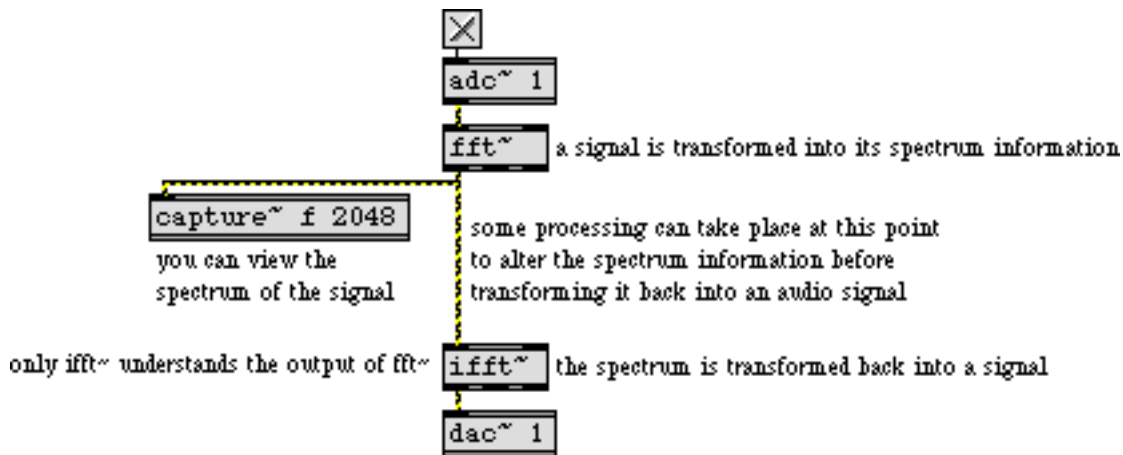 adc~ 1
fft~
a signal is transformed into its spectrum information
capture~ f 2048
you can view the
spectrum of the signal
some processing can take place at this point
to alter the spectrum information before
transforming it back into an audio signal
only ifft~ understands the output of fft~
ifft~
the spectrum is transformed back into a signal
dac~ 1